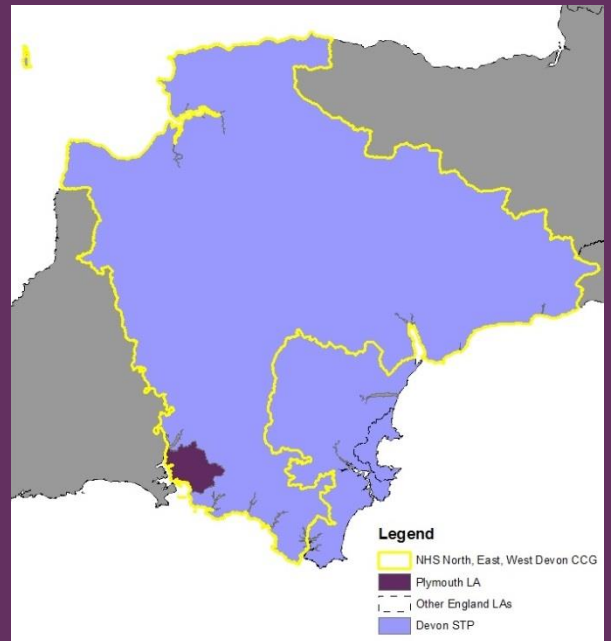 Legend
NHS North, East, West Devon CCG
Plymouth LA
Other England LAs
Devon STP